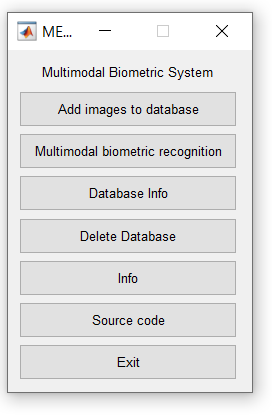 ME...
Multimodal Biometric System
Add images to database
Multimodal biometric recognition
Database Info
Delete Database
Info
Source code
Exit